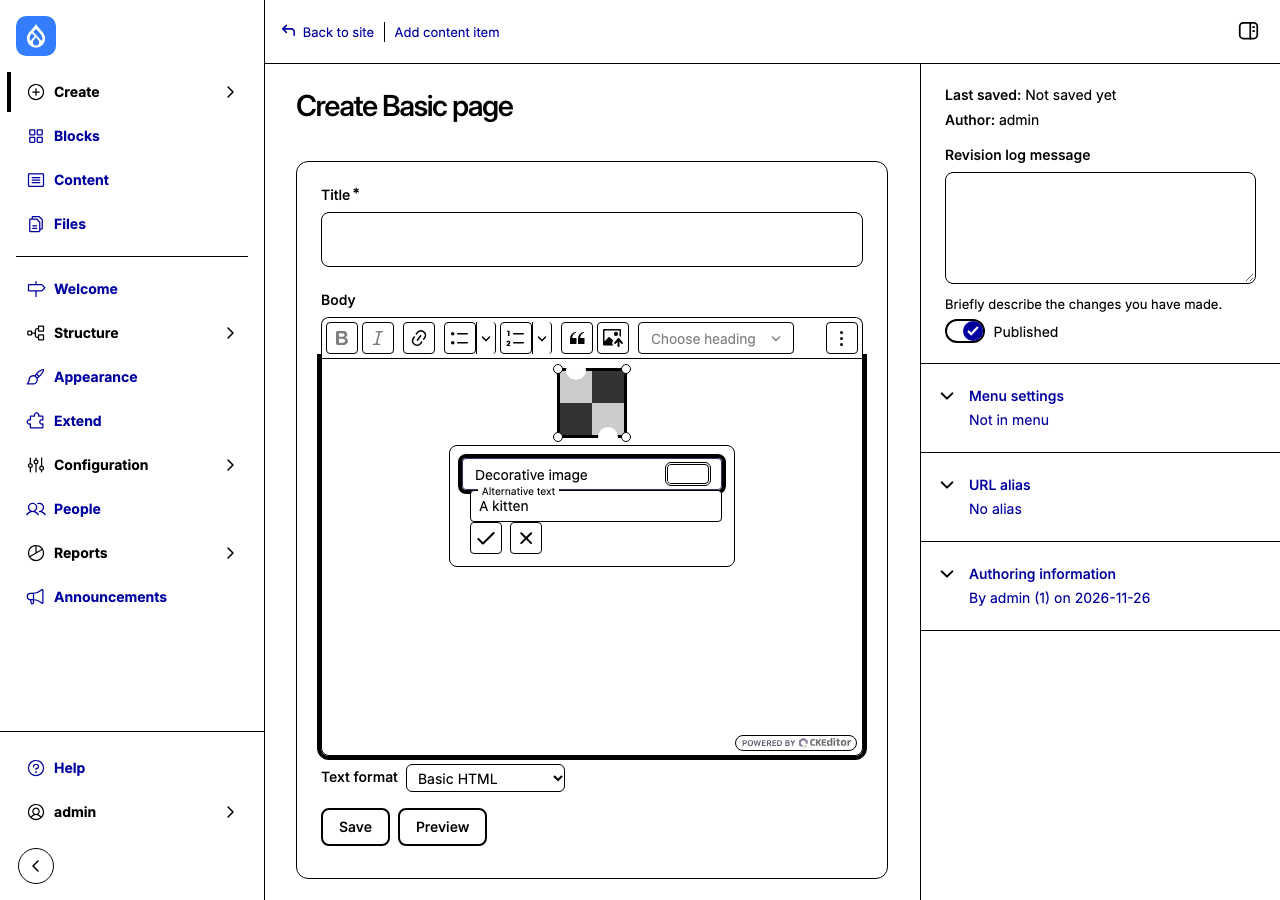 Back to site
Add content item
Create
Blocks
Content
Files
Welcome
Structure
Appearance
Extend
Configuration
People
Reports
Announcements
Help
admin
Create Basic page
Title *
Body
B I
Choose heading
Decorative image
Alternative text
A kitten
POWERED BY CKEditor
Text format Basic HTML
Save Preview
Last saved: Not saved yet
Author: admin
Revision log message
Briefly describe the changes you have made.
Published
Menu settings
Not in menu
URL alias
No alias
Authoring information
By admin (1) on 2026-11-26